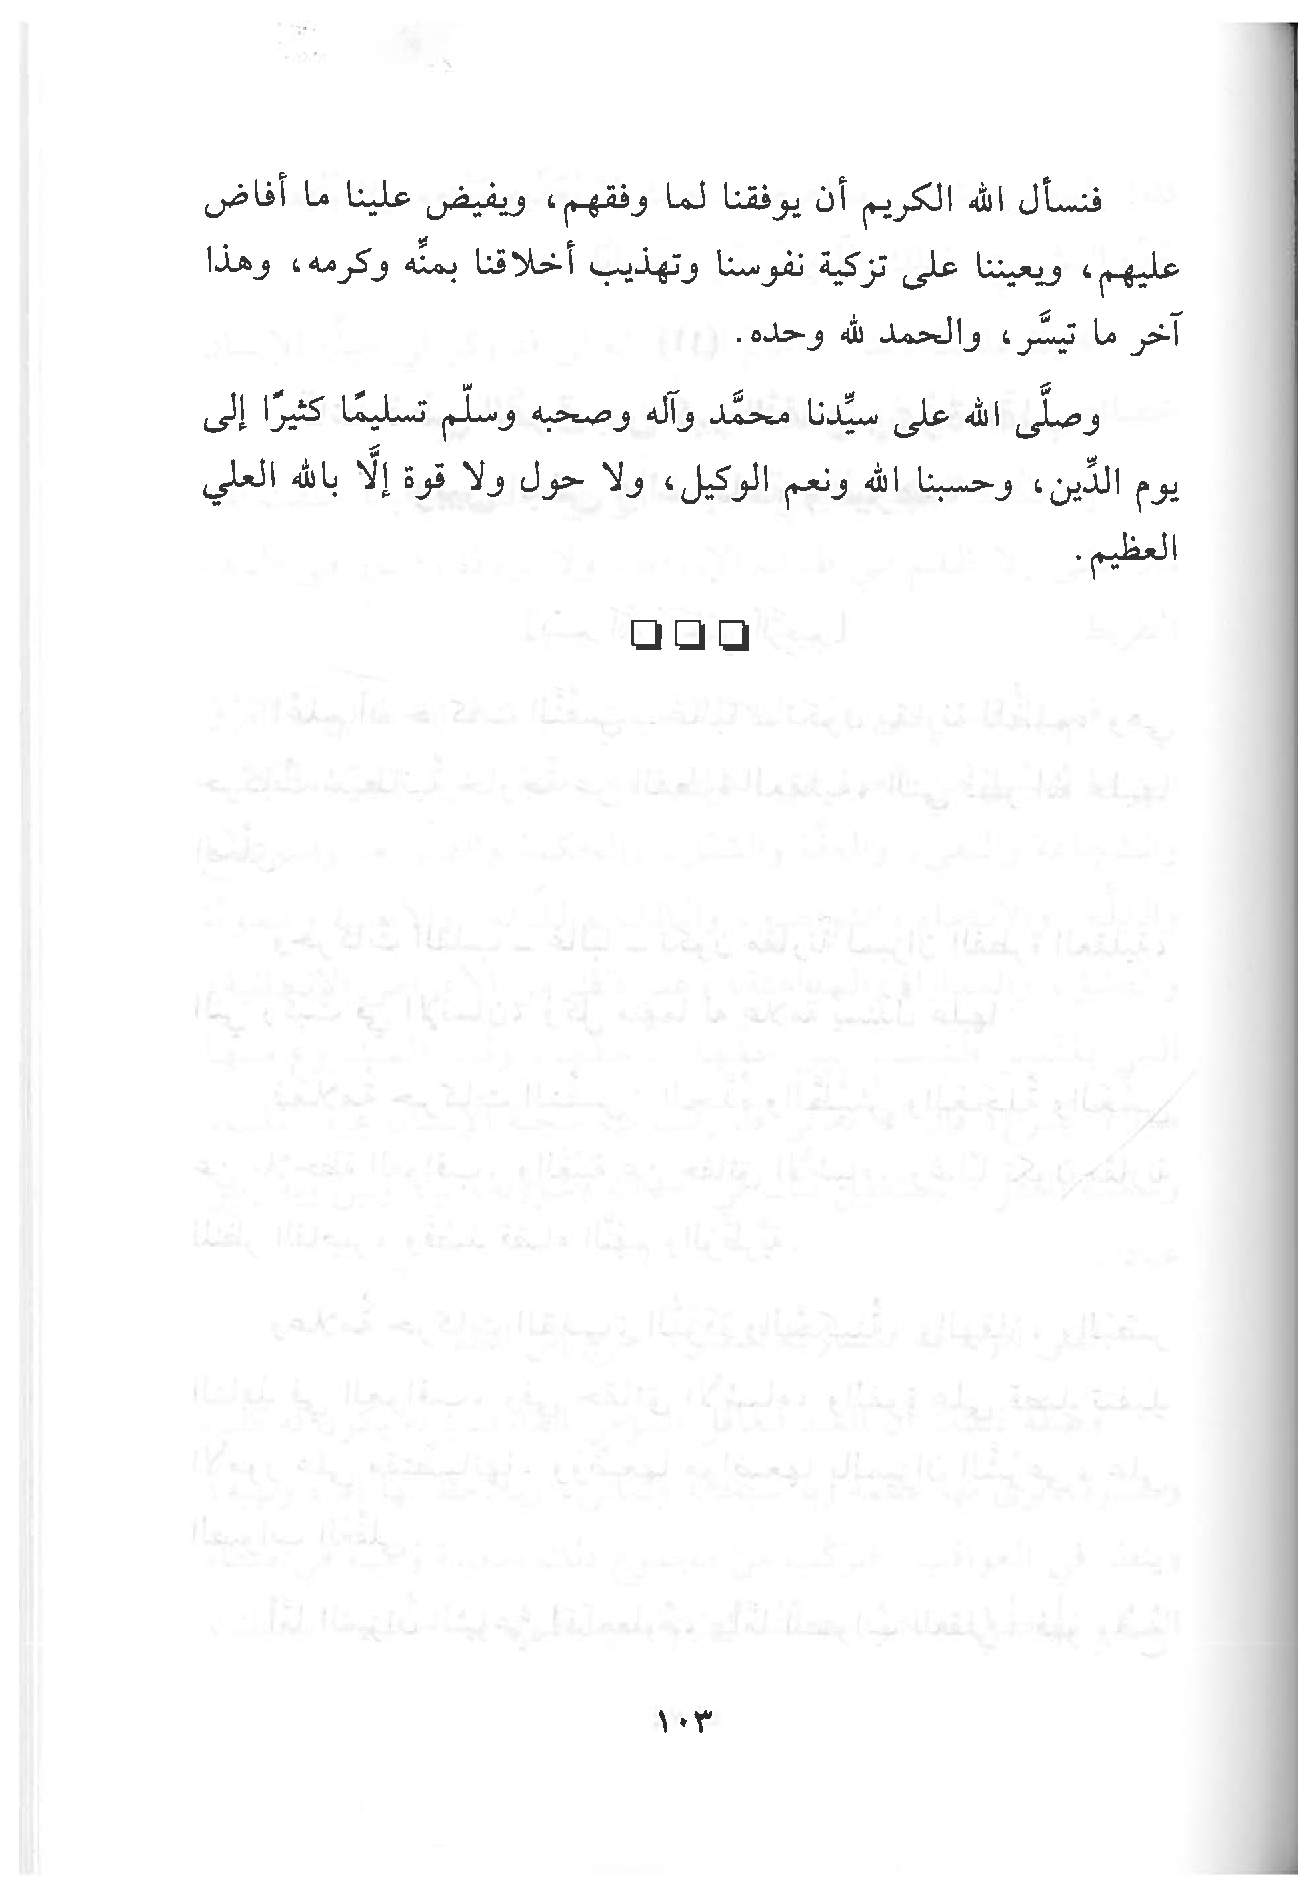 فنسأل الله الكريم أن يوفقنا لما وفقهم، ويفيض علينا ما أفاض
عليهم، ويعيننا على تزكية نفوسنا وتهذيب أخلاقنا بمنِّه وكرمه، وهذا
آخر ما تيسَّر، والحمد لله وحده.
وصلَّى الله على سيِّدنا محمَّد وآله وصحبه وسلّم تسليمًا كثيرًا إلى
يوم الدِّين، وحسبنا الله ونعم الوكيل، ولا حول ولا قوة إلَّا بالله العلي
العظيم.
١٠٣